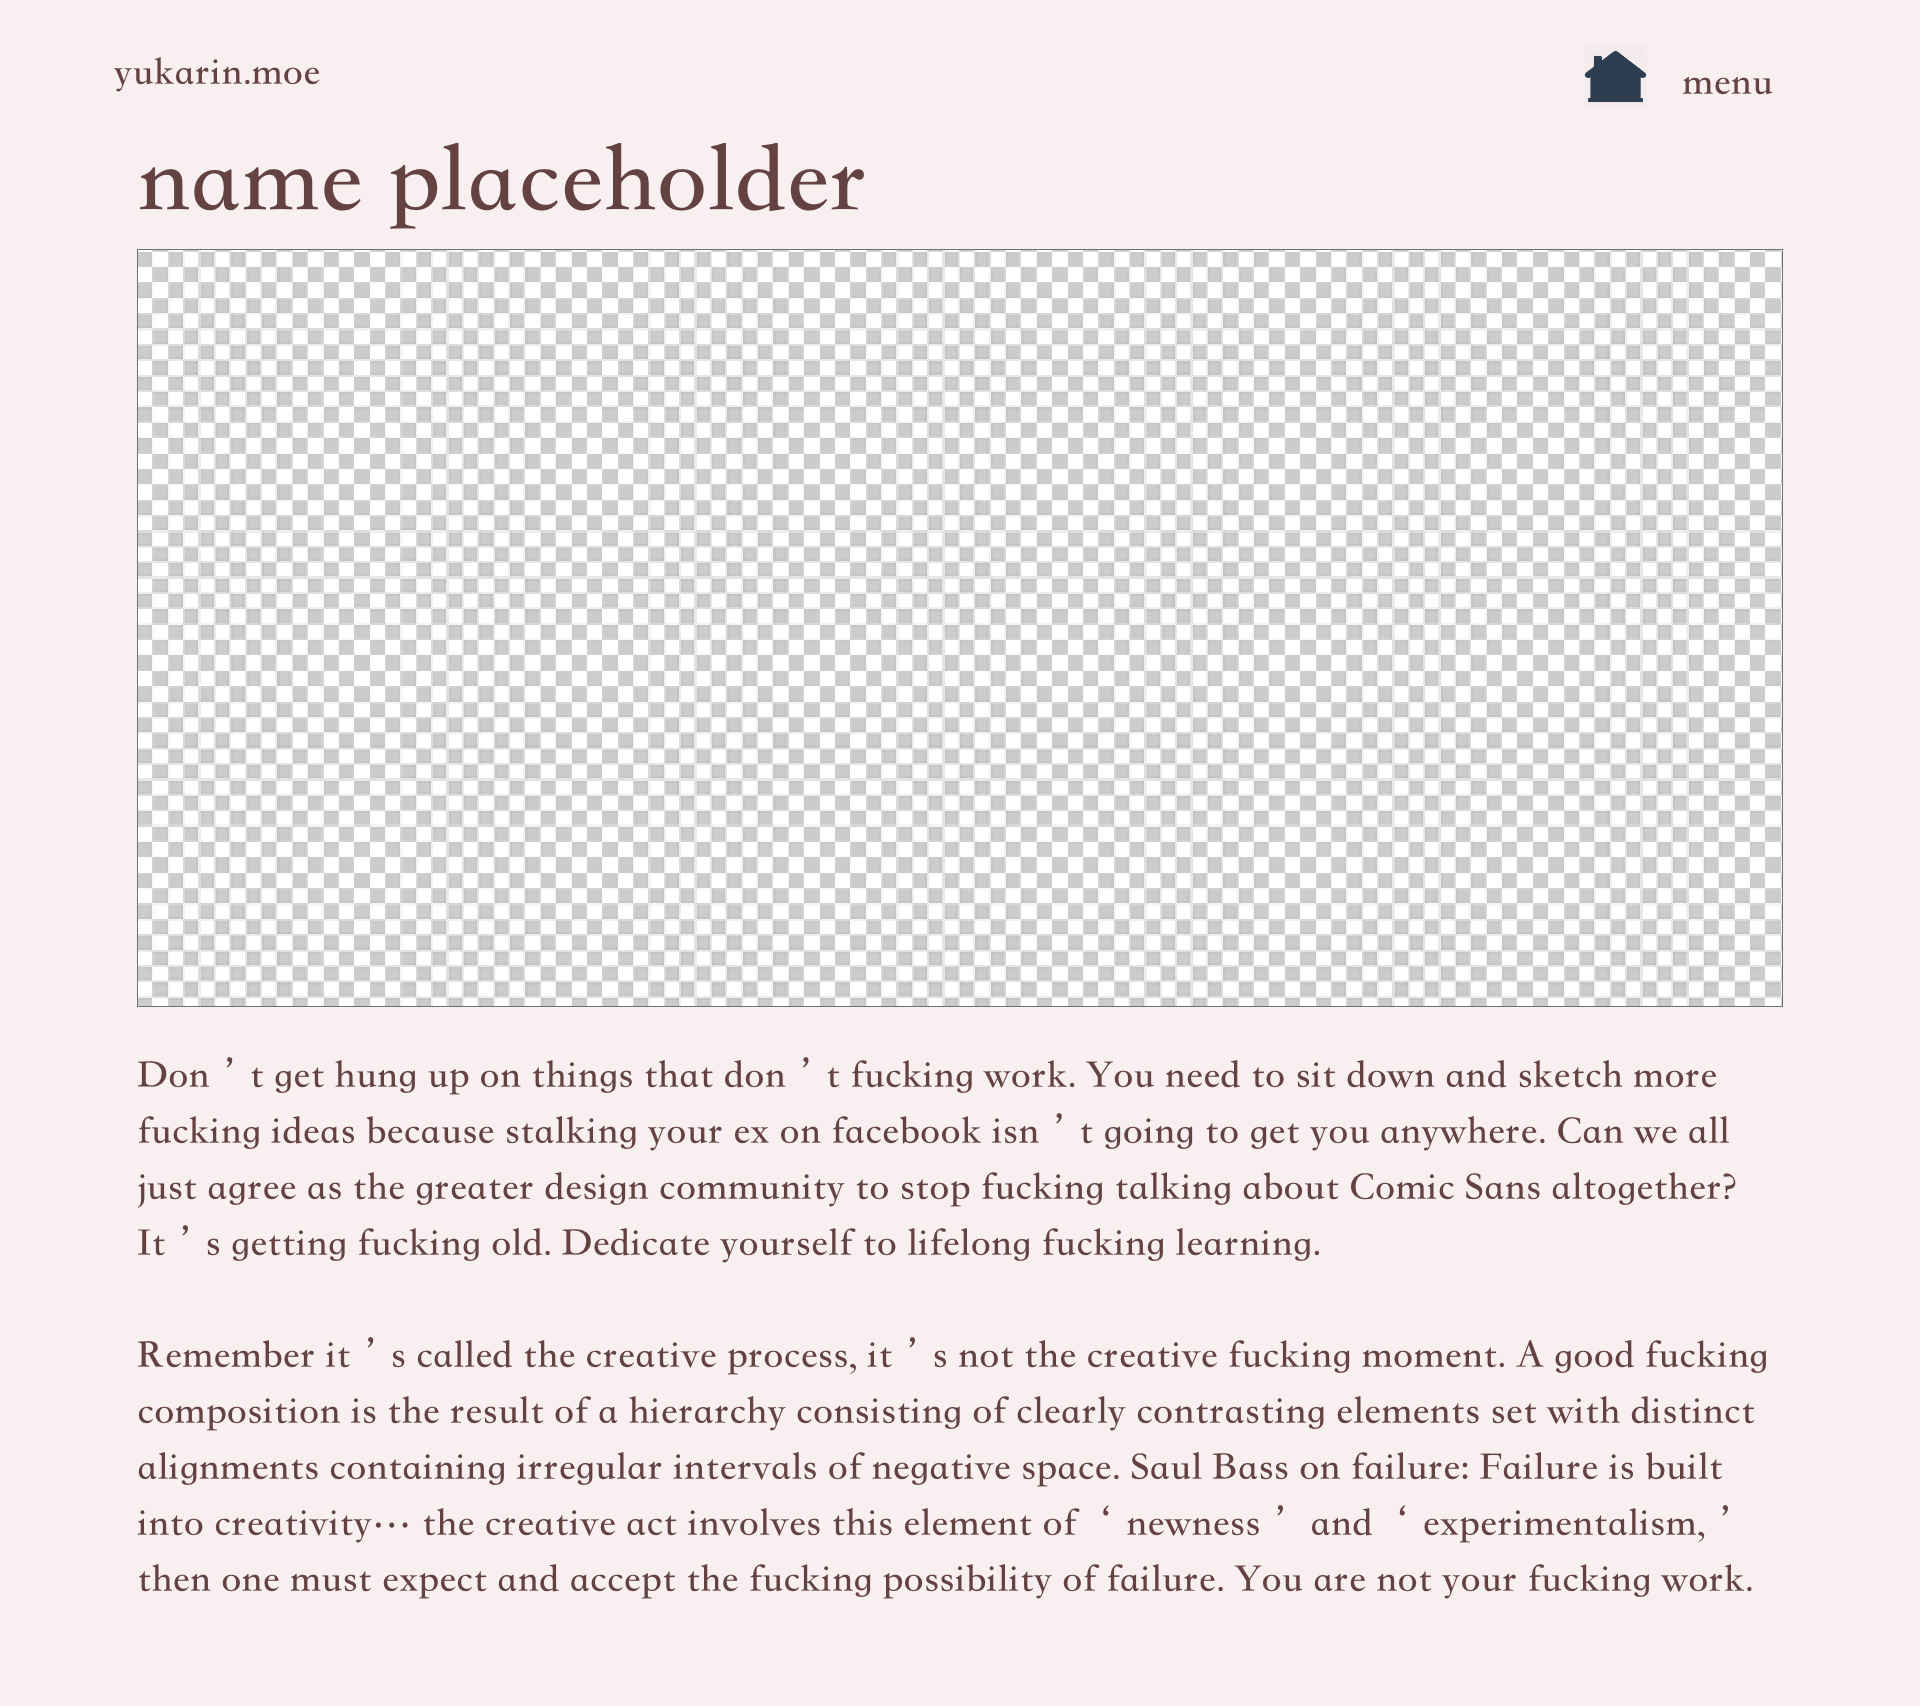 yukarin.moe
menu
name placeholder
Don’t get hung up on things that don’t fucking work. You need to sit down and sketch more
fucking ideas because stalking your ex on facebook isn’t going to get you anywhere. Can we all
just agree as the greater design community to stop fucking talking about Comic Sans altogether?
It’s getting fucking old. Dedicate yourself to lifelong fucking learning.
Remember it’s called the creative process, it’s not the creative fucking moment. A good fucking
composition is the result of a hierarchy consisting of clearly contrasting elements set with distinct
alignments containing irregular intervals of negative space. Saul Bass on failure: Failure is built
into creativity… the creative act involves this element of ‘newness’ and ‘experimentalism,’
then one must expect and accept the fucking possibility of failure. You are not your fucking work.